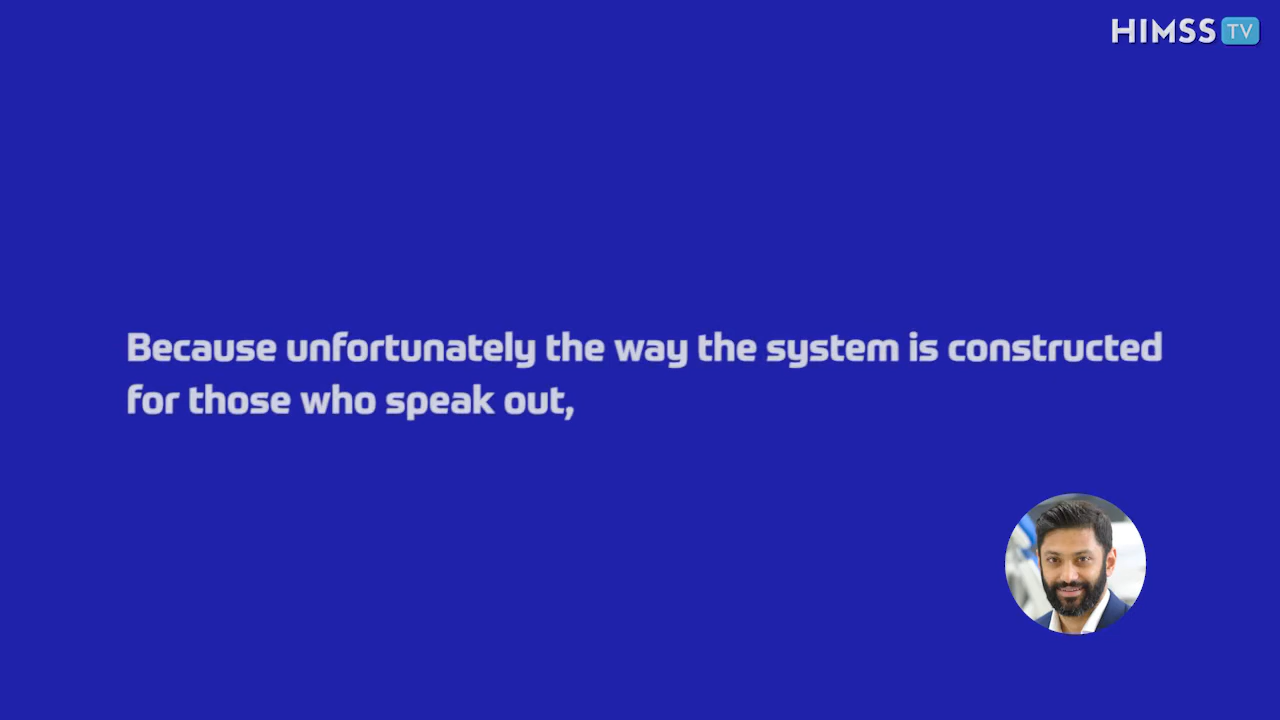 HIMSS TV
Because unfortunately the way the system is constructed
for those who speak out,